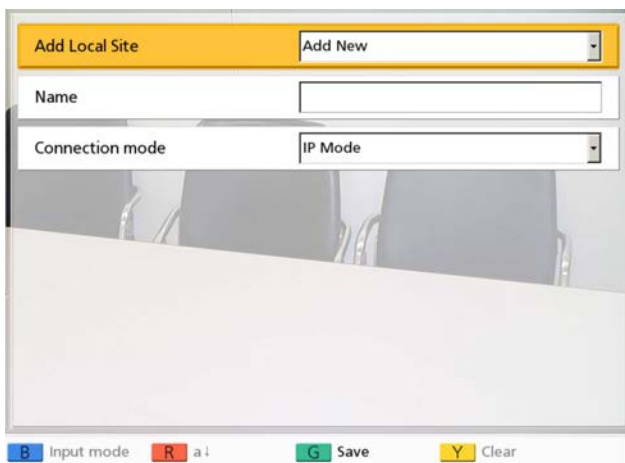 Add Local Site Add New
Name
Connection mode IP Mode
B Input mode R a↓ G Save Y Clear